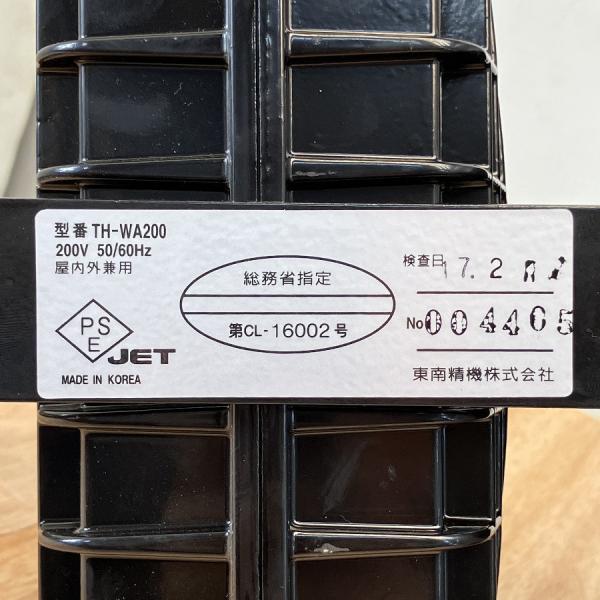 型番 TH-WA200
200V 50/60Hz
屋内外兼用
PS
E
JET
MADE IN KOREA
総務省指定
第CL-16002号
検査日 17.2
No 004405
東南精機株式会社